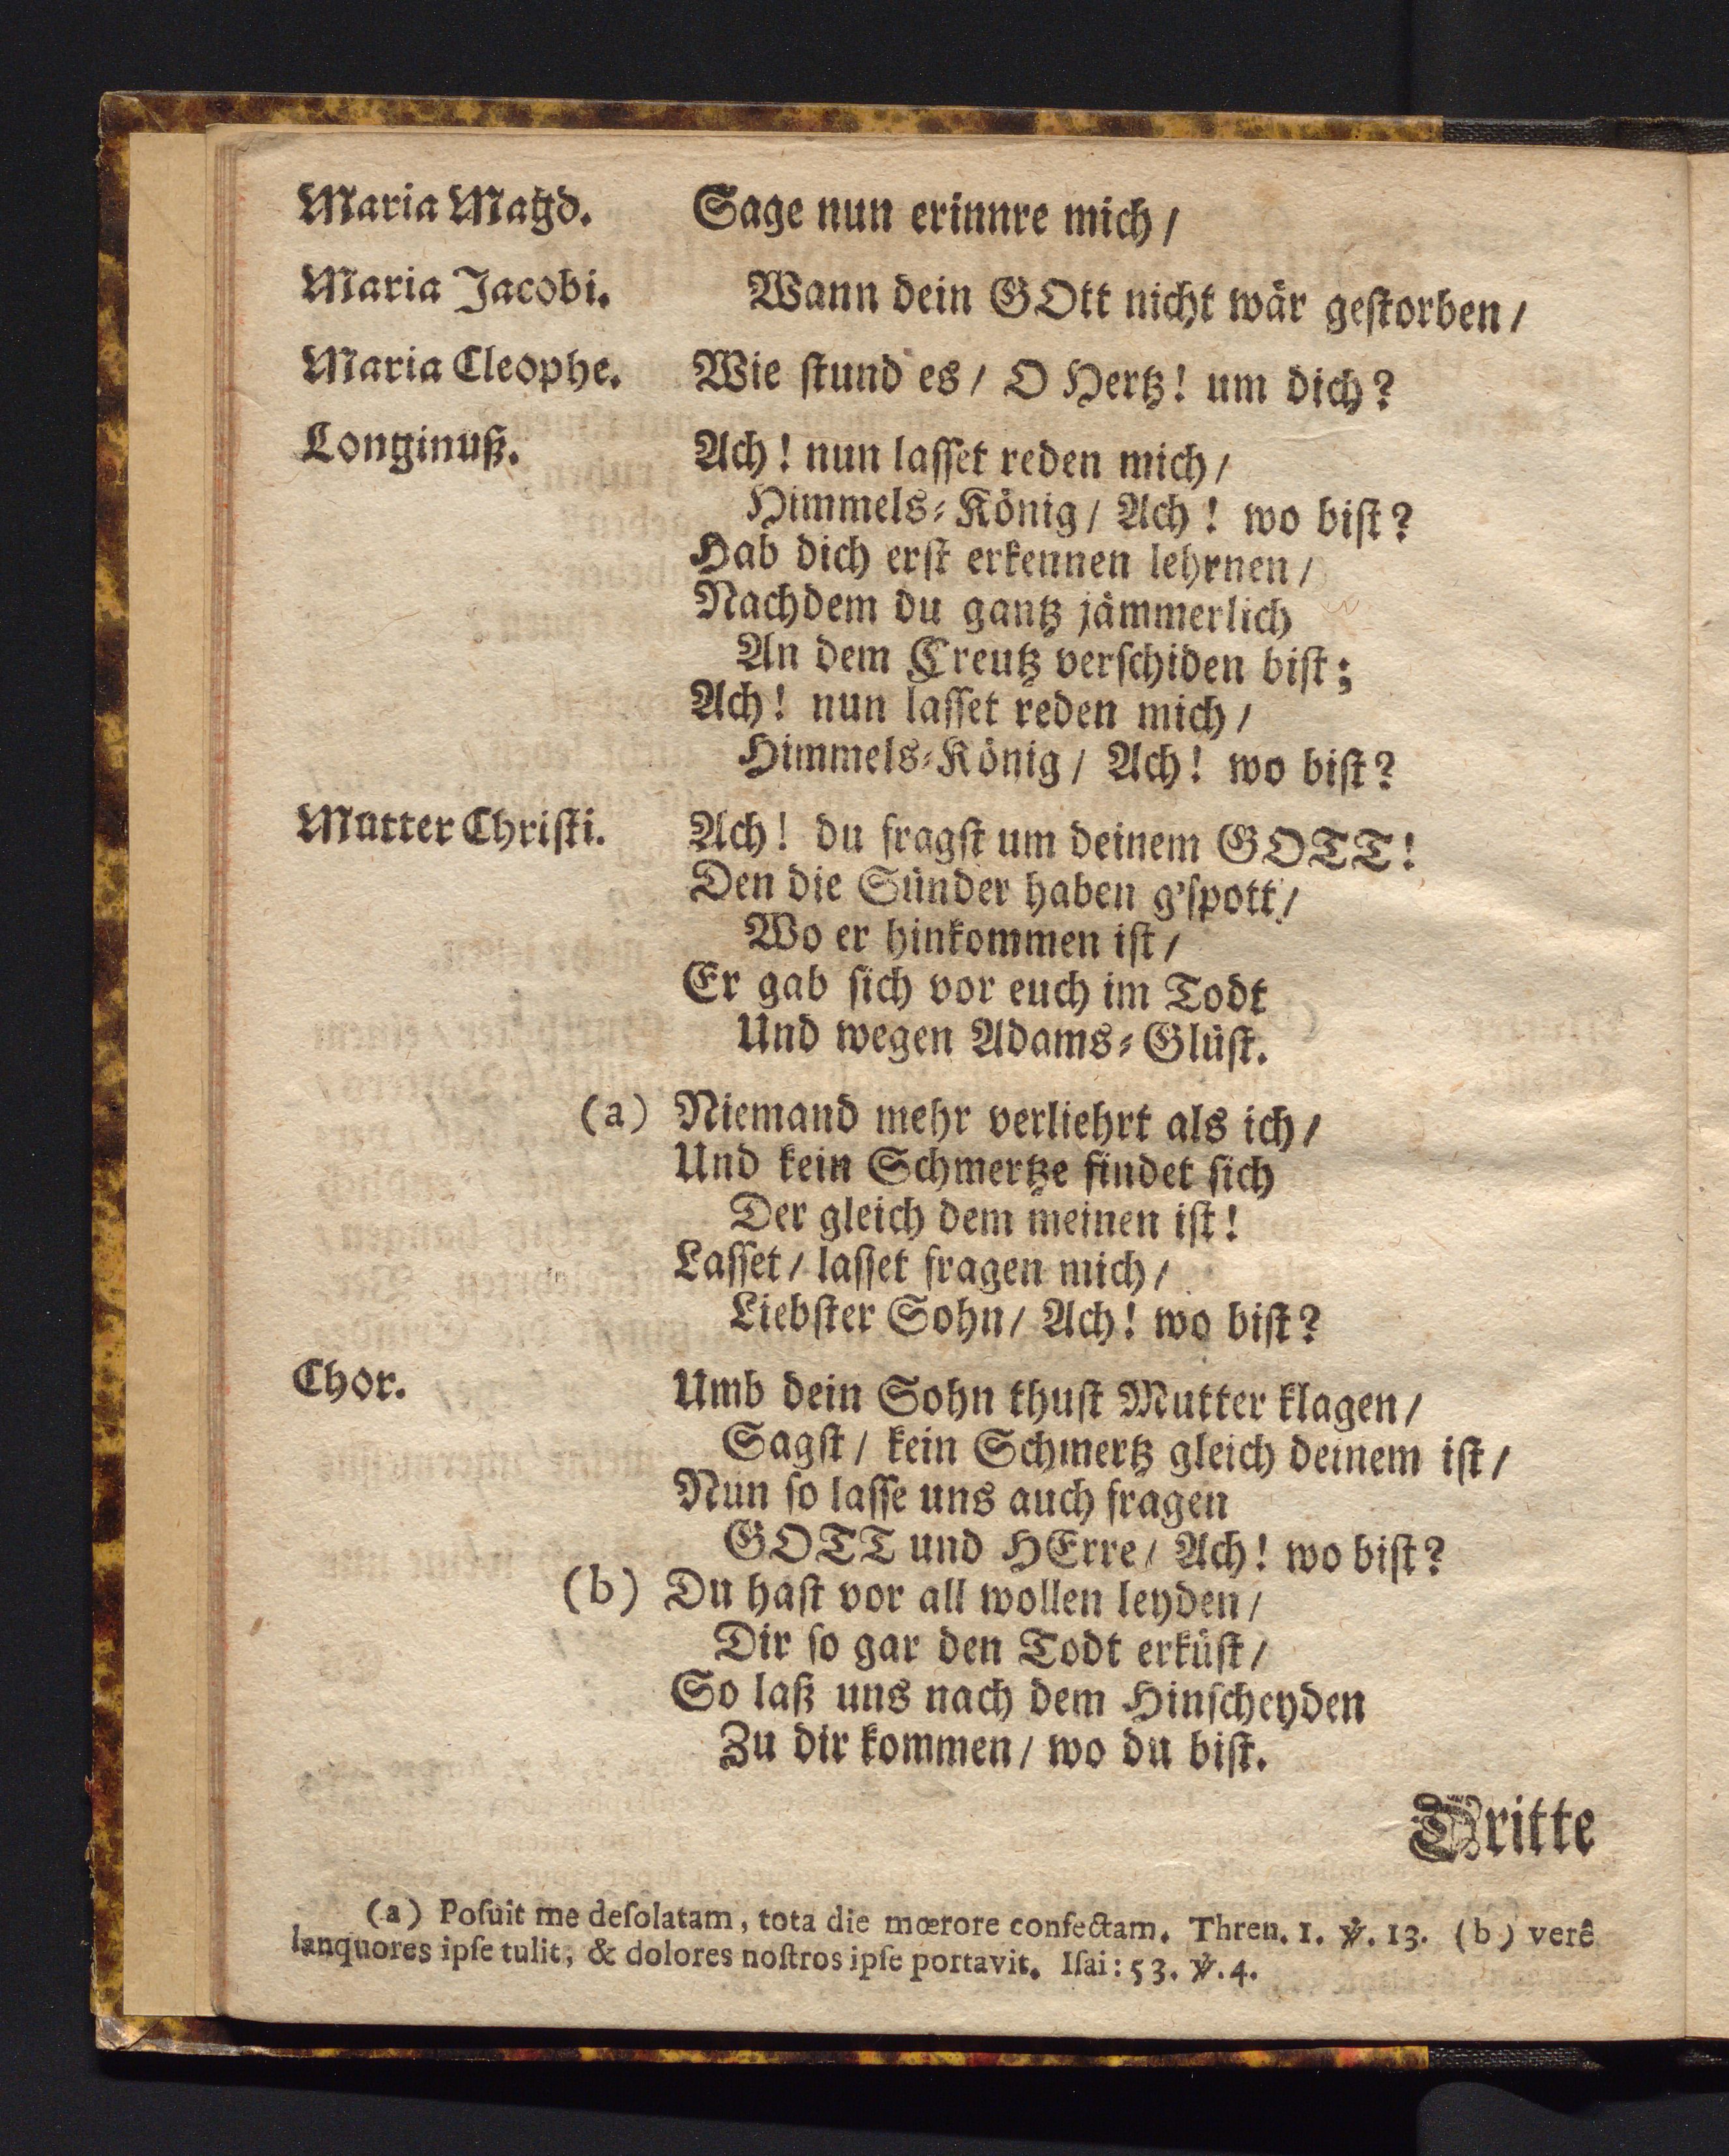 Maria Magd. Sage nun erinnre mich /
Maria Jacobi. Wann dein GOtt nicht wär gestorben /
Maria Cleophe. Wie stund es / O Hertz! um dich?
Longinuß. Ach! nun lasset reden mich /
Himmels-König / Ach! wo bist?
Hab dich erst erkennen lehrnen /
Nachdem du gantz jämmerlich
An dem Creutz verschiden bist;
Ach! nun lasset reden mich /
Himmels-König / Ach! wo bist?
Mutter Christi. Ach! du fragst um deinem GOTT!
Den die Sünder haben g'spott /
Wo er hinkommen ist /
Er gab sich vor euch im Todt
Und wegen Adams-Glüst.
(a) Niemand mehr verliehrt als ich /
Und kein Schmertze findet sich
Der gleich dem meinen ist!
Lasset / lasset fragen mich /
Liebster Sohn / Ach! wo bist?
Chor. Umb dein Sohn thust Mutter klagen /
Sagst / kein Schmertz gleich deinem ist /
Nun so lasse uns auch fragen
GOTT und HErre / Ach! wo bist?
(b) Du hast vor all wollen leyden /
Dir so gar den Todt erküst /
So laß uns nach dem Hinscheyden
Zu dir kommen / wo du bist.
Dritte
(a) Posuit me desolatam, tota die mœrore confectam. Thren. 1. ℣. 13. (b) verê
lanquores ipse tulit, & dolores nostros ipse portavit. Isai: 53. ℣. 4.